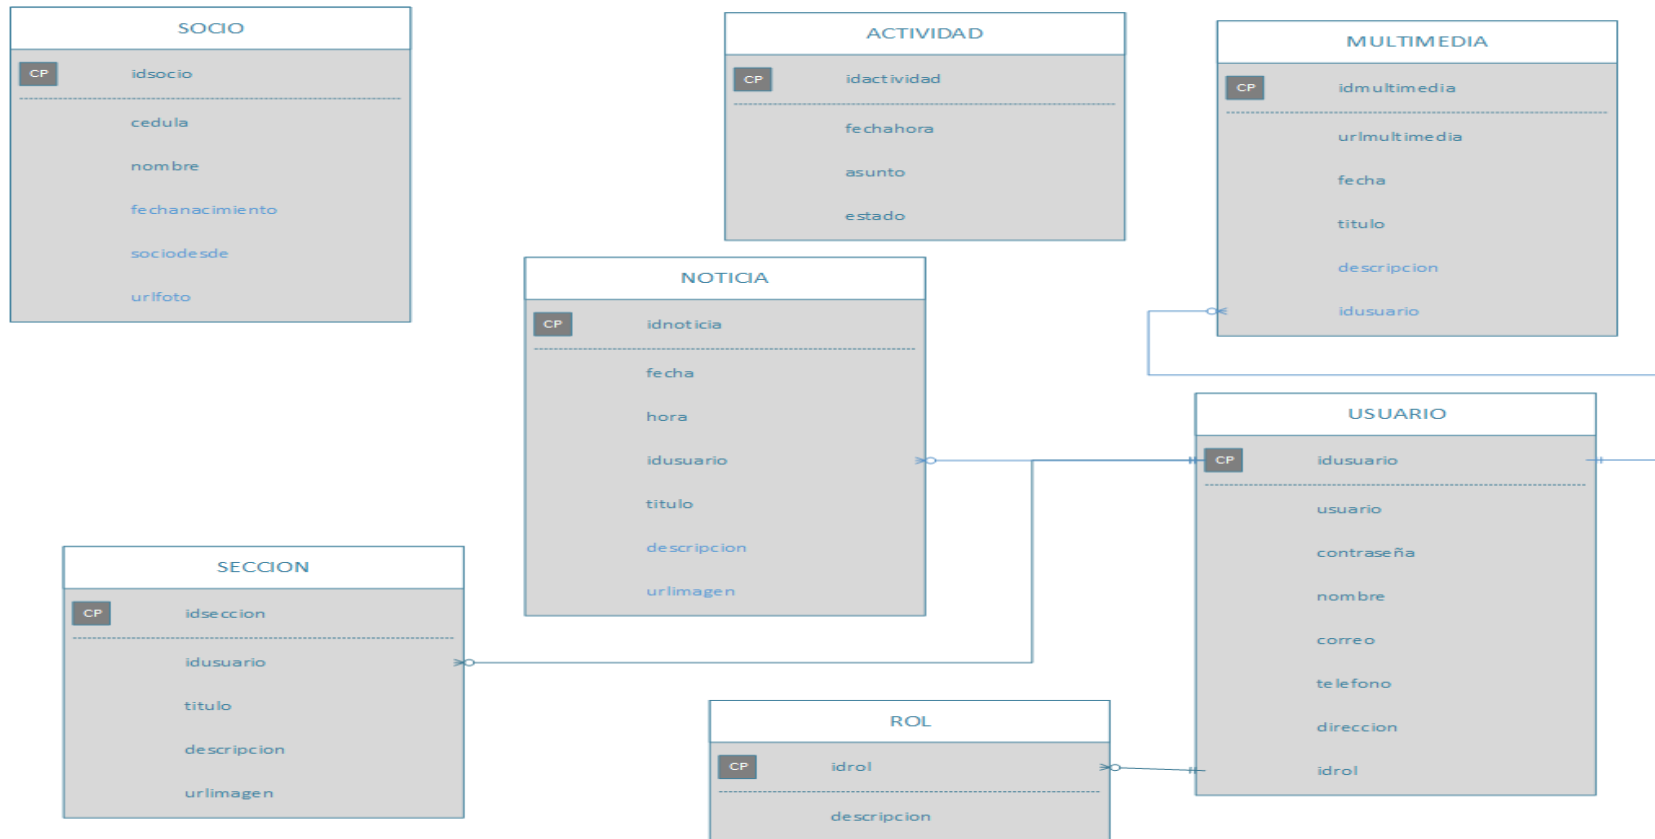 SOCIO
CP idsocio
cedula
nombre
fechanacimiento
sociodesde
urlfoto
ACTIVIDAD
CP idactividad
fechahora
asunto
estado
MULTIMEDIA
CP idmultimedia
urlmultimedia
fecha
titulo
descripcion
idusuario
NOTICIA
CP idnoticia
fecha
hora
idusuario
titulo
descripcion
urlimagen
USUARIO
CP idusuario
usuario
contraseña
nombre
correo
telefono
direccion
idrol
SECCION
CP idseccion
idusuario
titulo
descripcion
urlimagen
ROL
CP idrol
descripcion